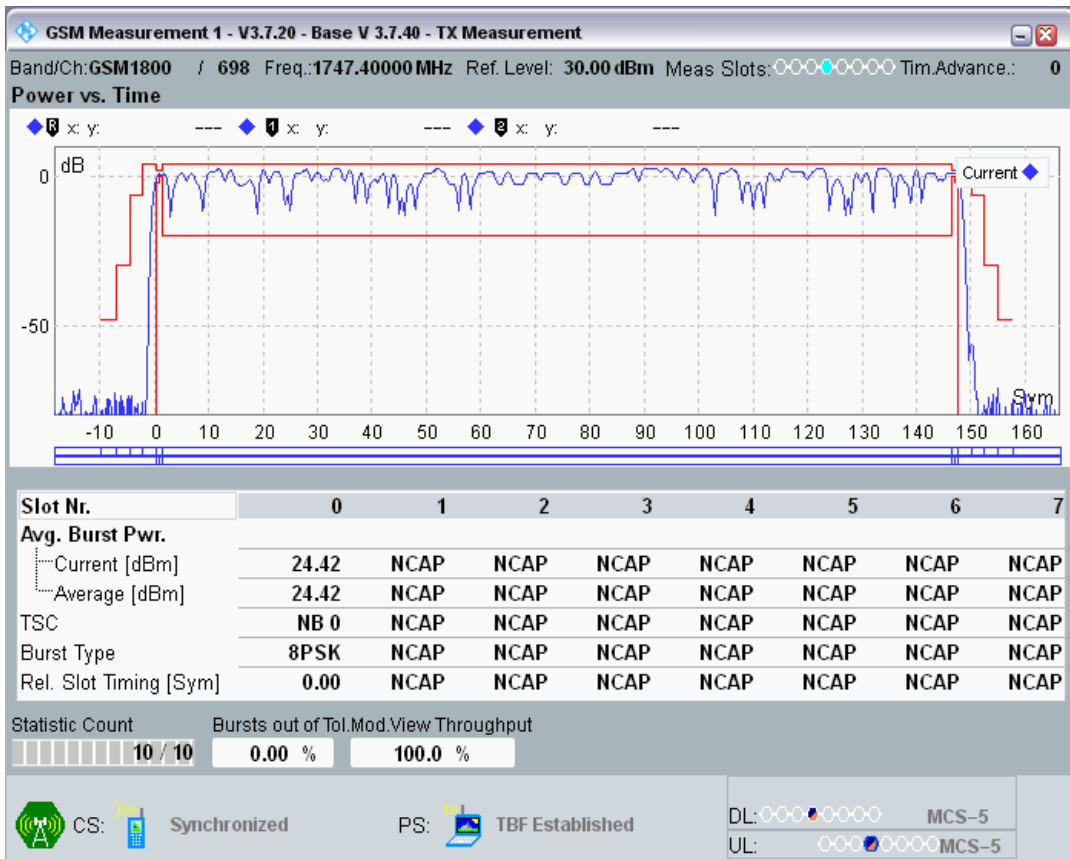 GSM Measurement 1 - V3.7.20 - Base V 3.7.40 - TX Measurement
Band/Ch:GSM1800 / 698 Freq.:1747.40000 MHz Ref. Level: 30.00 dBm Meas Slots: Tim.Advance.: 0
Power vs. Time
R x: y: --- 1 x: y: --- 2 x: y: ---
dB
0
Current
-50
Sym
-10 0 10 20 30 40 50 60 70 80 90 100 110 120 130 140 150 160
Slot Nr. 0 1 2 3 4 5 6 7
Avg. Burst Pwr.
Current [dBm] 24.42 NCAP NCAP NCAP NCAP NCAP NCAP NCAP
Average [dBm] 24.42 NCAP NCAP NCAP NCAP NCAP NCAP NCAP
TSC NB 0 NCAP NCAP NCAP NCAP NCAP NCAP NCAP
Burst Type 8PSK NCAP NCAP NCAP NCAP NCAP NCAP NCAP
Rel. Slot Timing [Sym] 0.00 NCAP NCAP NCAP NCAP NCAP NCAP NCAP
Statistic Count Bursts out of Tol.Mod.View Throughput
10 / 10 0.00 % 100.0 %
CS: Synchronized PS: TBF Established
DL: MCS-5
UL: MCS-5